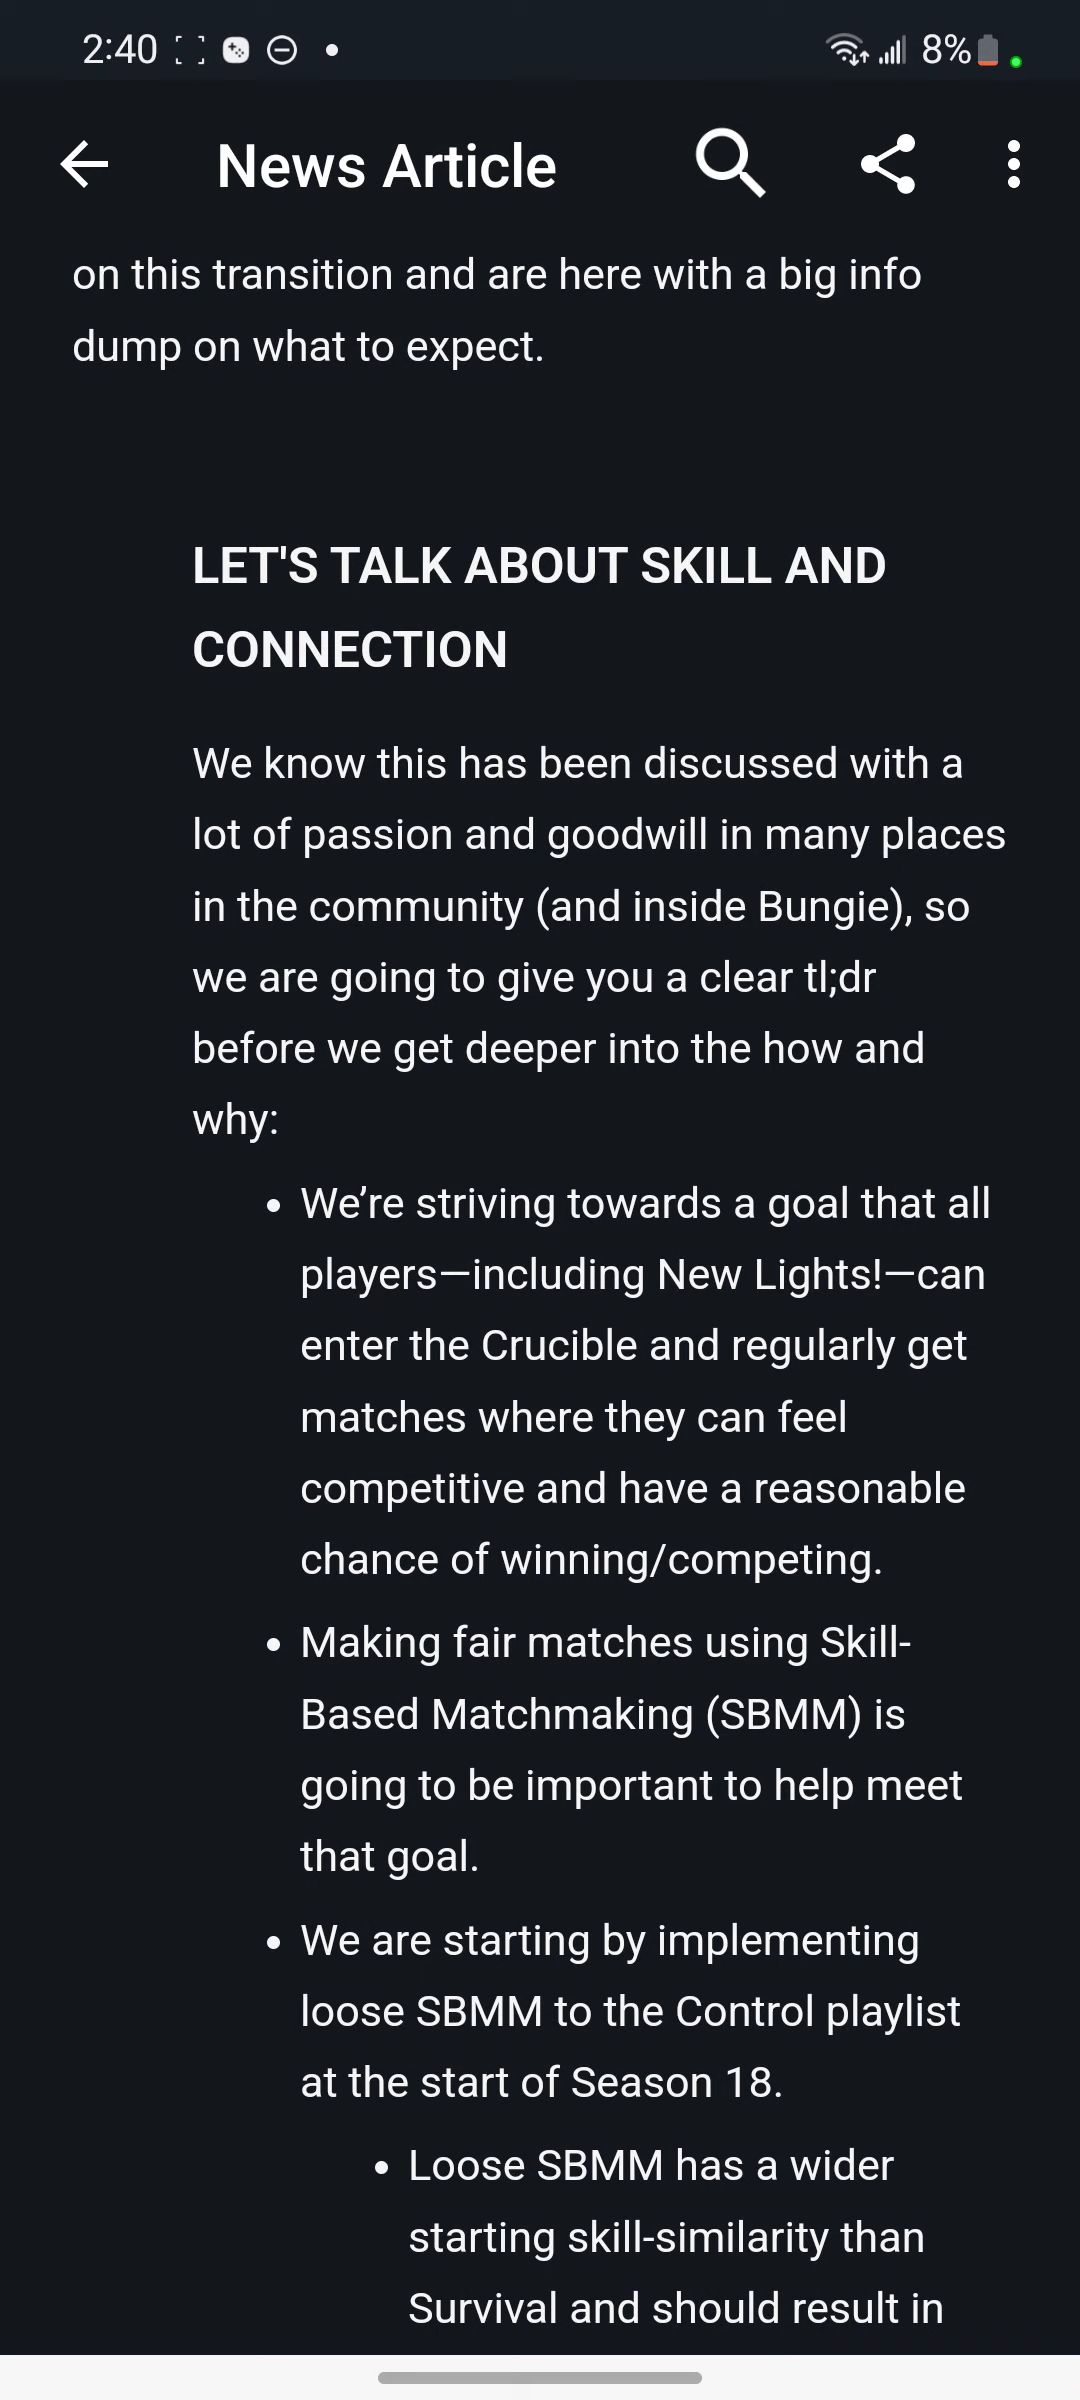 2:40
8%
News Article
on this transition and are here with a big info
dump on what to expect.
LET'S TALK ABOUT SKILL AND
CONNECTION
We know this has been discussed with a
lot of passion and goodwill in many places
in the community (and inside Bungie), so
we are going to give you a clear tl;dr
before we get deeper into the how and
why:
• We’re striving towards a goal that all
players—including New Lights!—can
enter the Crucible and regularly get
matches where they can feel
competitive and have a reasonable
chance of winning/competing.
• Making fair matches using Skill-
Based Matchmaking (SBMM) is
going to be important to help meet
that goal.
• We are starting by implementing
loose SBMM to the Control playlist
at the start of Season 18.
• Loose SBMM has a wider
starting skill-similarity than
Survival and should result in